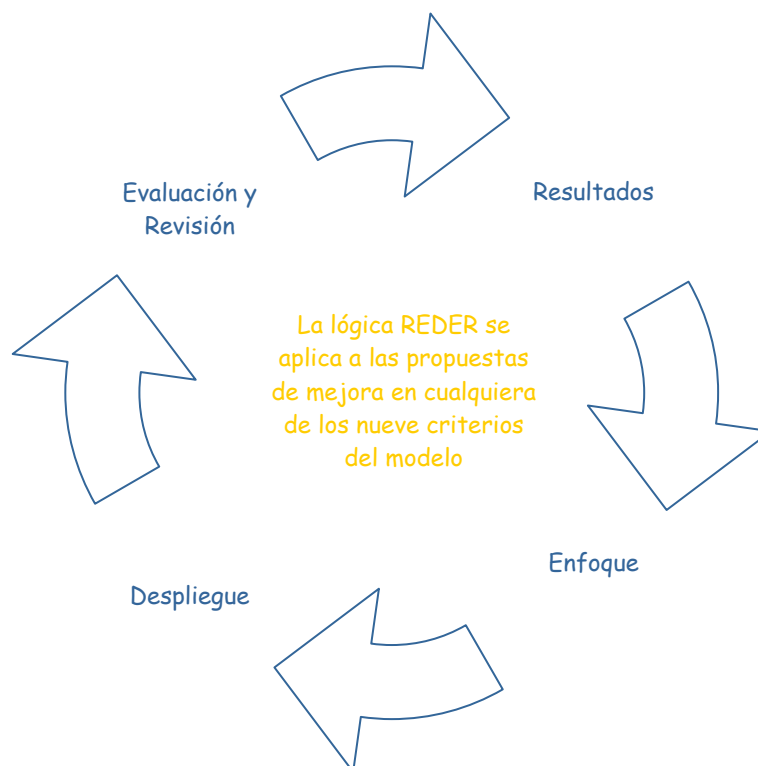 Evaluación y
Revisión
Resultados
La lógica REDER se
aplica a las propuestas
de mejora en cualquiera
de los nueve criterios
del modelo
Enfoque
Despliegue